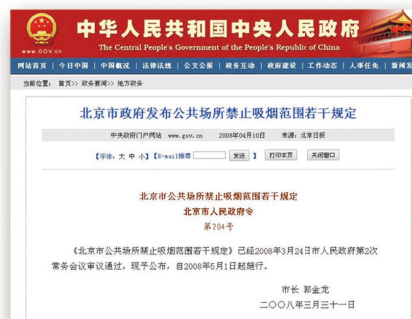 中华人民共和国中央人民政府
www.GOV.cn The Central People's Government of the People's Republic of China
网站首页 | 今日中国 | 中国概况 | 法律法规 | 公文公报 | 政务互动 | 政府建设 | 工作动态 | 人事任免 | 新闻发
当前位置： 首页>> 政务要闻>> 地方政务
北京市政府发布公共场所禁止吸烟范围若干规定
中央政府门户网站 www.gov.cn 2008年04月10日 来源：北京日报
【字体：大 中 小】【E-mail推荐 发送 】 打印本页 关闭窗口
北京市公共场所禁止吸烟范围若干规定
北京市人民政府令
第204号
《北京市公共场所禁止吸烟范围若干规定》已经2008年3月24日市人民政府第2次
常务会议审议通过，现予公布，自2008年5月1日起施行。
市长 郭金龙
二〇〇八年三月三十一日